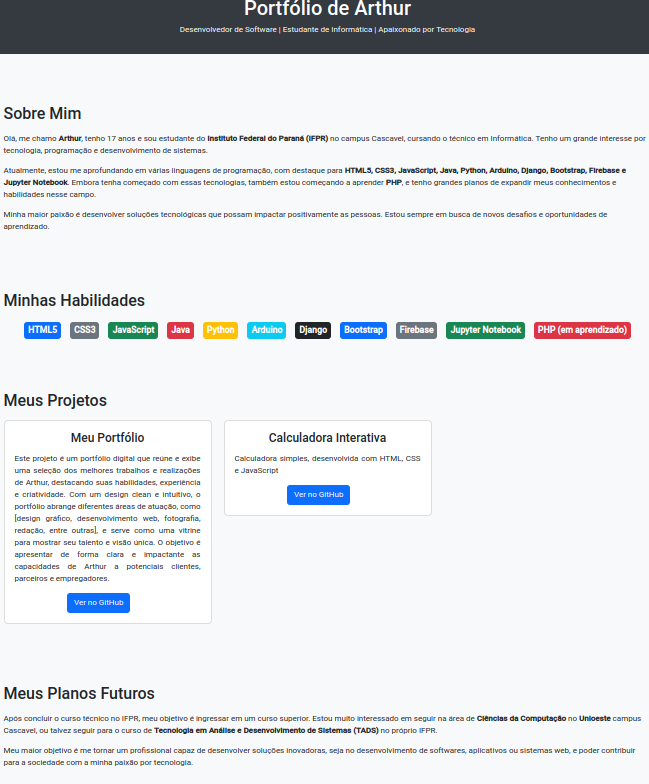 Portfólio de Arthur
Desenvolvedor de Software | Estudante de Informática | Apaixonado por Tecnologia
Sobre Mim
Olá, me chamo Arthur, tenho 17 anos e sou estudante do Instituto Federal do Paraná (IFPR) no campus Cascavel, cursando o técnico em Informática. Tenho um grande interesse por
tecnologia, programação e desenvolvimento de sistemas.
Atualmente, estou me aprofundando em várias linguagens de programação, com destaque para HTML5, CSS3, JavaScript, Java, Python, Arduino, Django, Bootstrap, Firebase e
Jupyter Notebook. Embora tenha começado com essas tecnologias, também estou começando a aprender PHP, e tenho grandes planos de expandir meus conhecimentos e
habilidades nesse campo.
Minha maior paixão é desenvolver soluções tecnológicas que possam impactar positivamente as pessoas. Estou sempre em busca de novos desafios e oportunidades de
aprendizado.
Minhas Habilidades
HTML5 CSS3 JavaScript Java Python Arduino Django Bootstrap Firebase Jupyter Notebook PHP (em aprendizado)
Meus Projetos
Meu Portfólio
Este projeto é um portfólio digital que reúne e exibe
uma seleção dos melhores trabalhos e realizações
de Arthur, destacando suas habilidades, experiência
e criatividade. Com um design clean e intuitivo, o
portfólio abrange diferentes áreas de atuação, como
[design gráfico, desenvolvimento web, fotografia,
redação, entre outras], e serve como uma vitrine
para mostrar seu talento e visão única. O objetivo é
apresentar de forma clara e impactante as
capacidades de Arthur a potenciais clientes,
parceiros e empregadores.
Ver no GitHub
Calculadora Interativa
Calculadora simples, desenvolvida com HTML, CSS
e JavaScript
Ver no GitHub
Meus Planos Futuros
Após concluir o curso técnico no IFPR, meu objetivo é ingressar em um curso superior. Estou muito interessado em seguir na área de Ciências da Computação no Unioeste campus
Cascavel, ou talvez seguir para o curso de Tecnologia em Análise e Desenvolvimento de Sistemas (TADS) no próprio IFPR.
Meu maior objetivo é me tornar um profissional capaz de desenvolver soluções inovadoras, seja no desenvolvimento de softwares, aplicativos ou sistemas web, e poder contribuir
para a sociedade com a minha paixão por tecnologia.